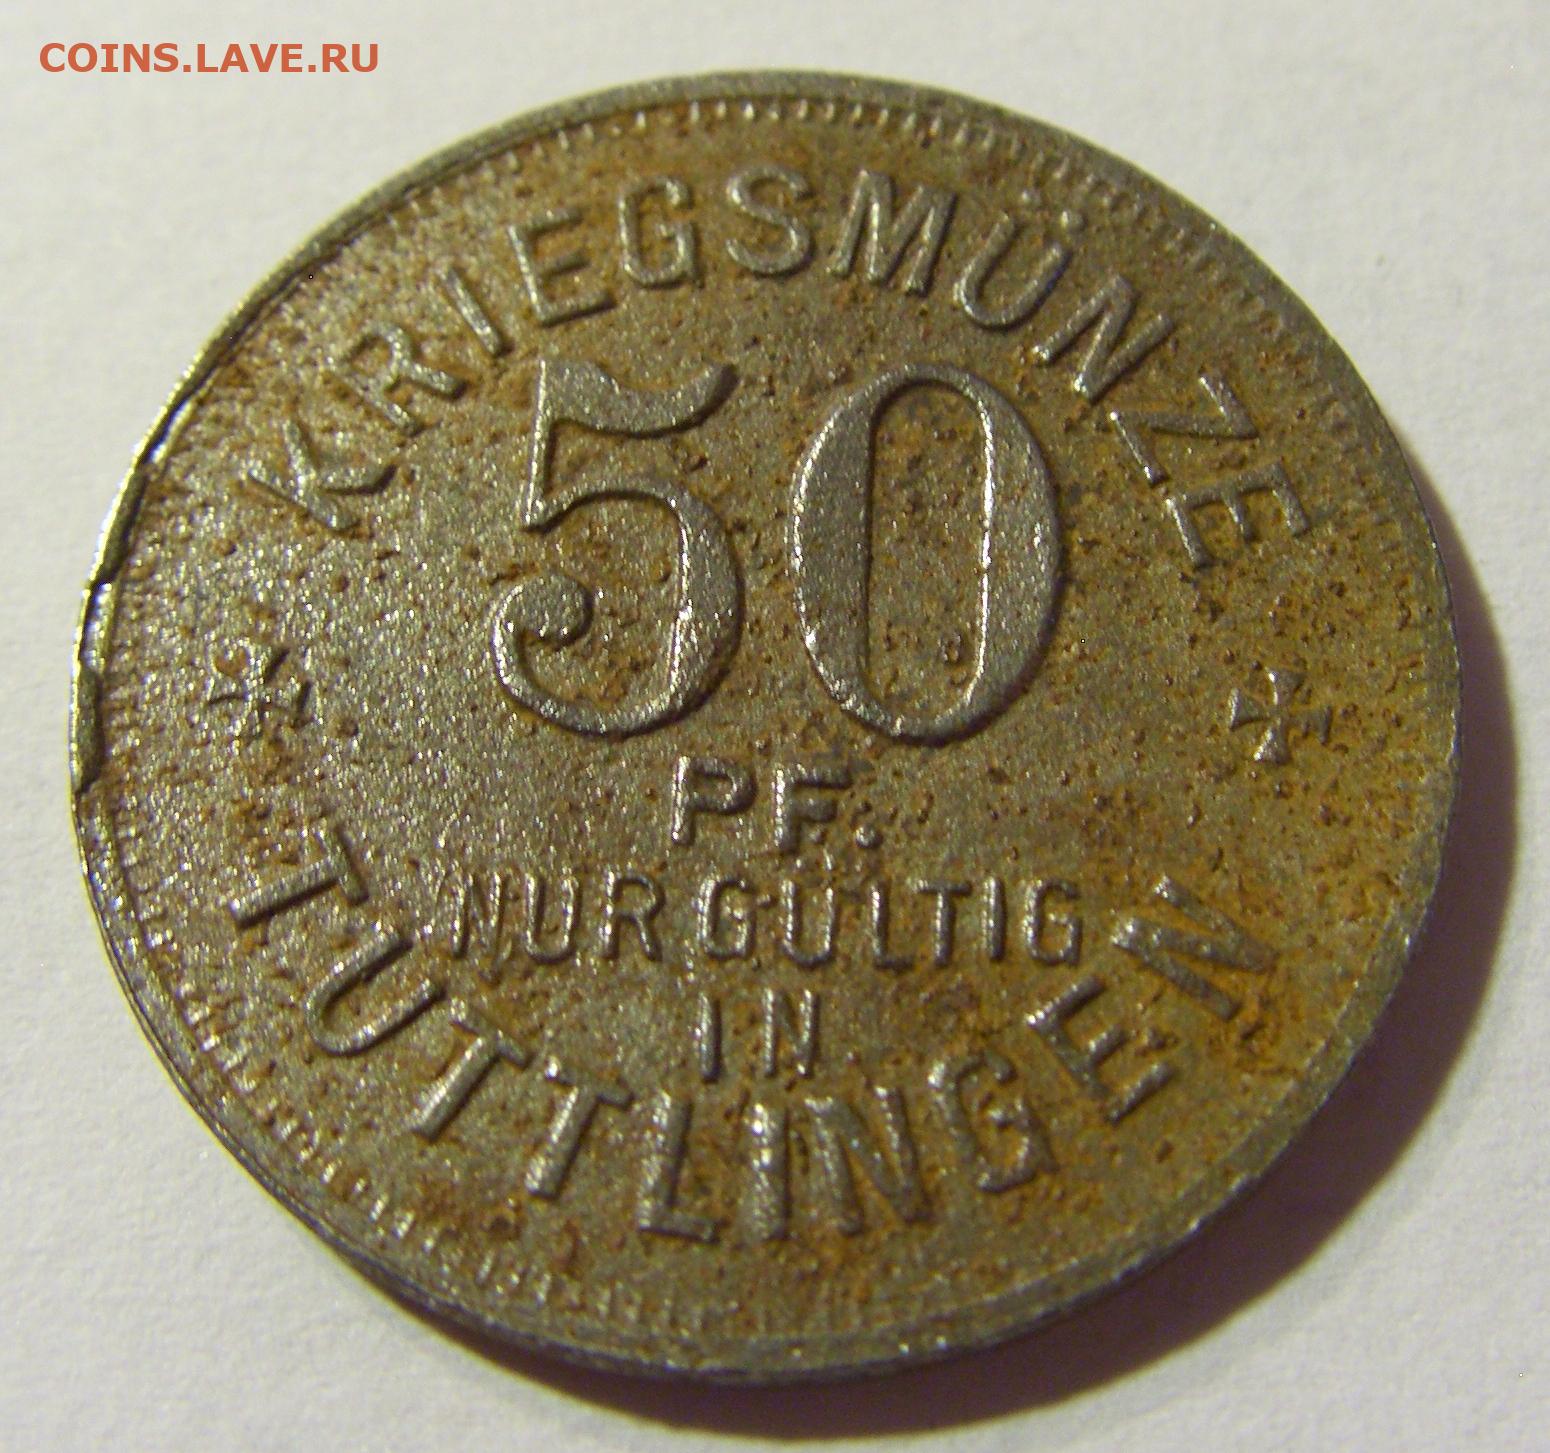 COINS.LAVE.RU
KRIEGSMÜNZE
50
PF.
NUR GÜLTIG
IN
TUTTLINGEN